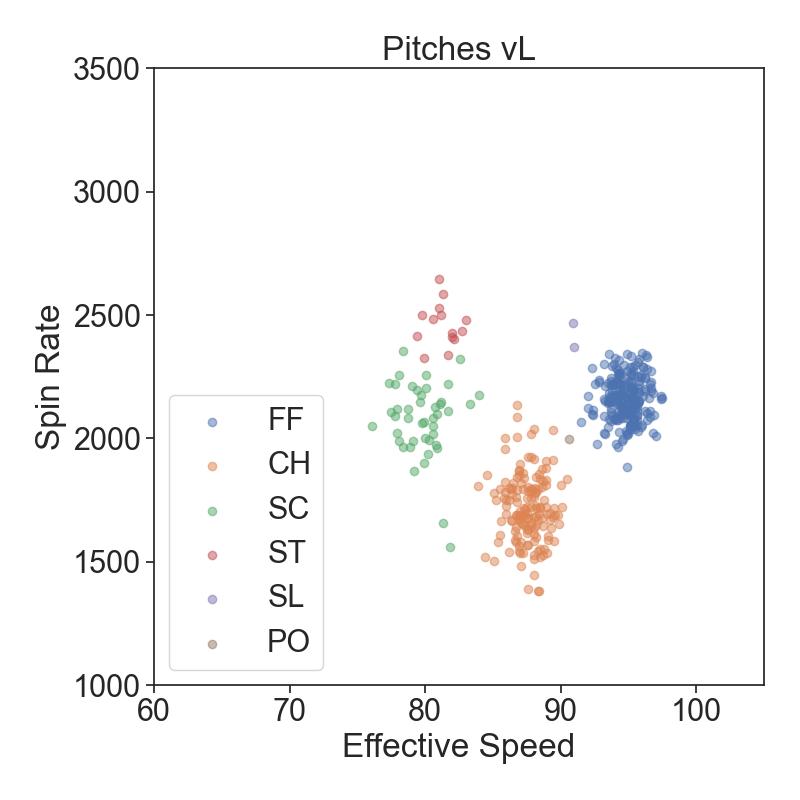 Pitches vL
3500
3000
2500
2000
1500
1000
Spin Rate
FF
CH
SC
ST
SL
PO
60 70 80 90 100
Effective Speed